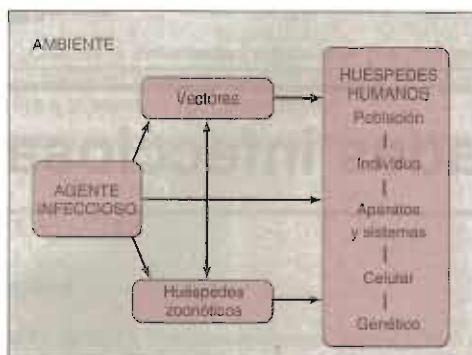 AMBIENTE
Vectores
AGENTE
INFECCIOSO
Huéspedes
zoonóticos
HUESPEDES
HUMANOS
Población
Individuo
Aparatos
y sistemas
Celular
Genético